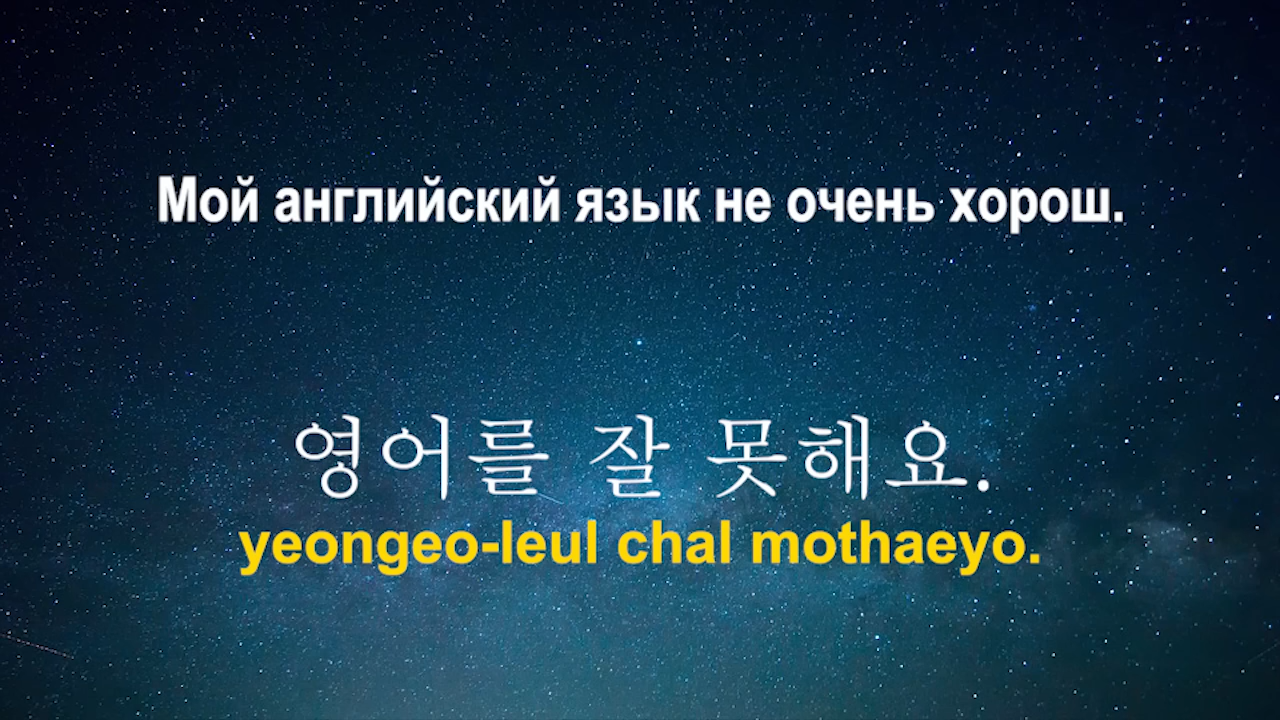 Мой английский язык не очень хорош.
영어를 잘 못해요.
yeongeo-leul chal mothaeyo.